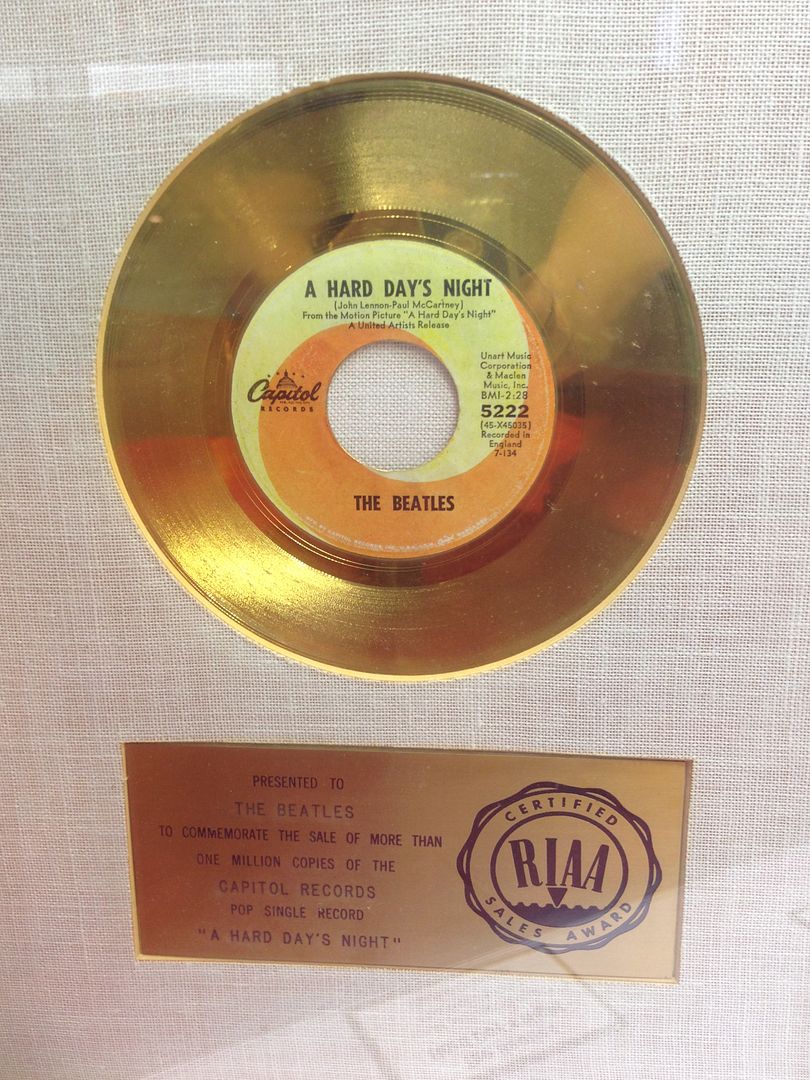 A HARD DAY'S NIGHT
(John Lennon-Paul McCartney)
From the Motion Picture "A Hard Day's Night"
A United Artists Release
Capitol
RECORDS
Unart Music
Corporation
& Maclen
Music, Inc.
BMI-2:28
5222
(45-X45035)
Recorded in
England
7-134
THE BEATLES
PRESENTED TO
THE BEATLES
TO COMMEMORATE THE SALE OF MORE THAN
ONE MILLION COPIES OF THE
CAPITOL RECORDS
POP SINGLE RECORD
"A HARD DAY'S NIGHT"
CERTIFIED
RIAA
SALES AWARD